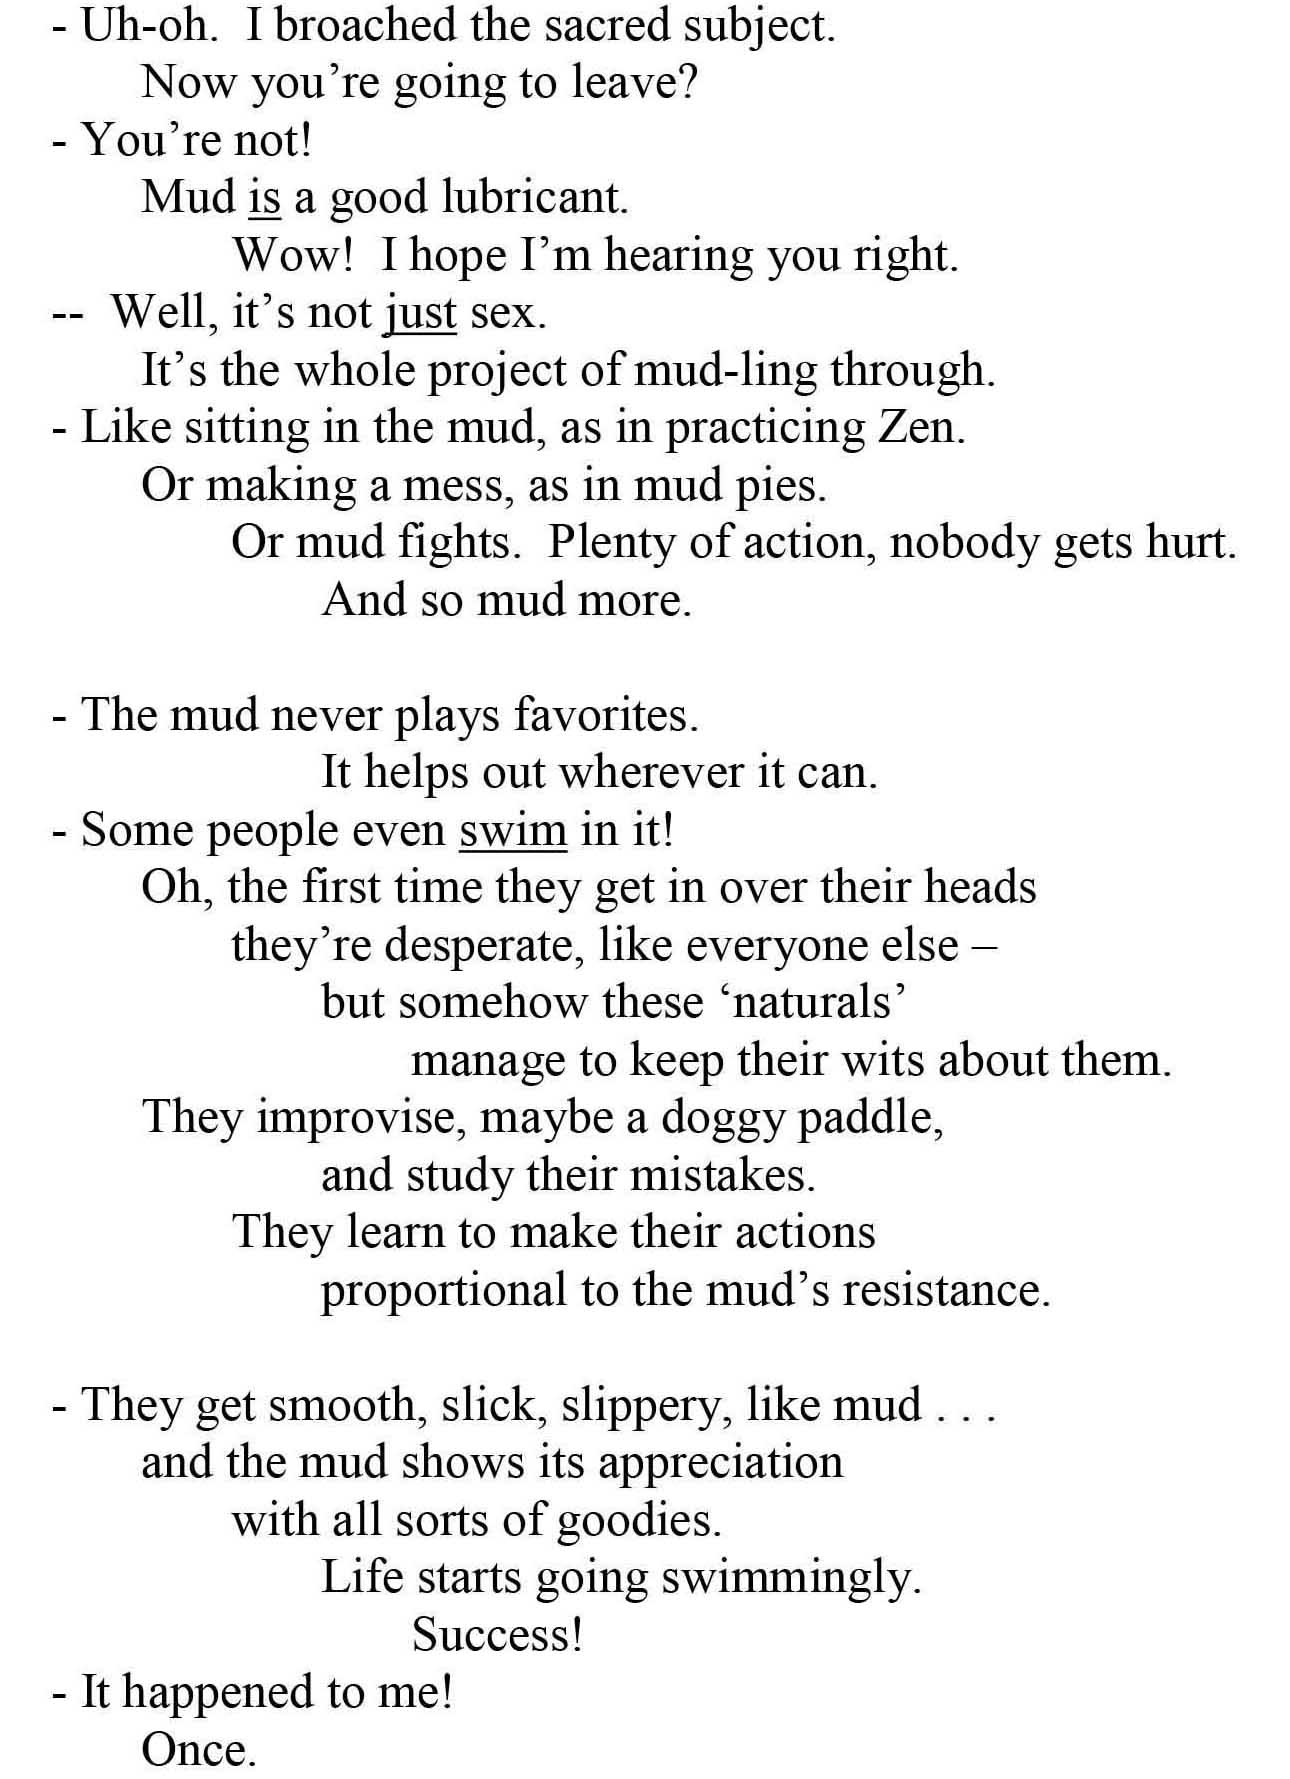 - Uh-oh.  I broached the sacred subject.
Now you’re going to leave?
- You’re not!
Mud is a good lubricant.
Wow!  I hope I’m hearing you right.
--  Well, it’s not just sex.
It’s the whole project of mud-ling through.
- Like sitting in the mud, as in practicing Zen.
Or making a mess, as in mud pies.
Or mud fights.  Plenty of action, nobody gets hurt.
And so mud more.
- The mud never plays favorites.
It helps out wherever it can.
- Some people even swim in it!
Oh, the first time they get in over their heads
they’re desperate, like everyone else –
but somehow these ‘naturals’
manage to keep their wits about them.
They improvise, maybe a doggy paddle,
and study their mistakes.
They learn to make their actions
proportional to the mud’s resistance.
- They get smooth, slick, slippery, like mud . . .
and the mud shows its appreciation
with all sorts of goodies.
Life starts going swimmingly.
Success!
- It happened to me!
Once.